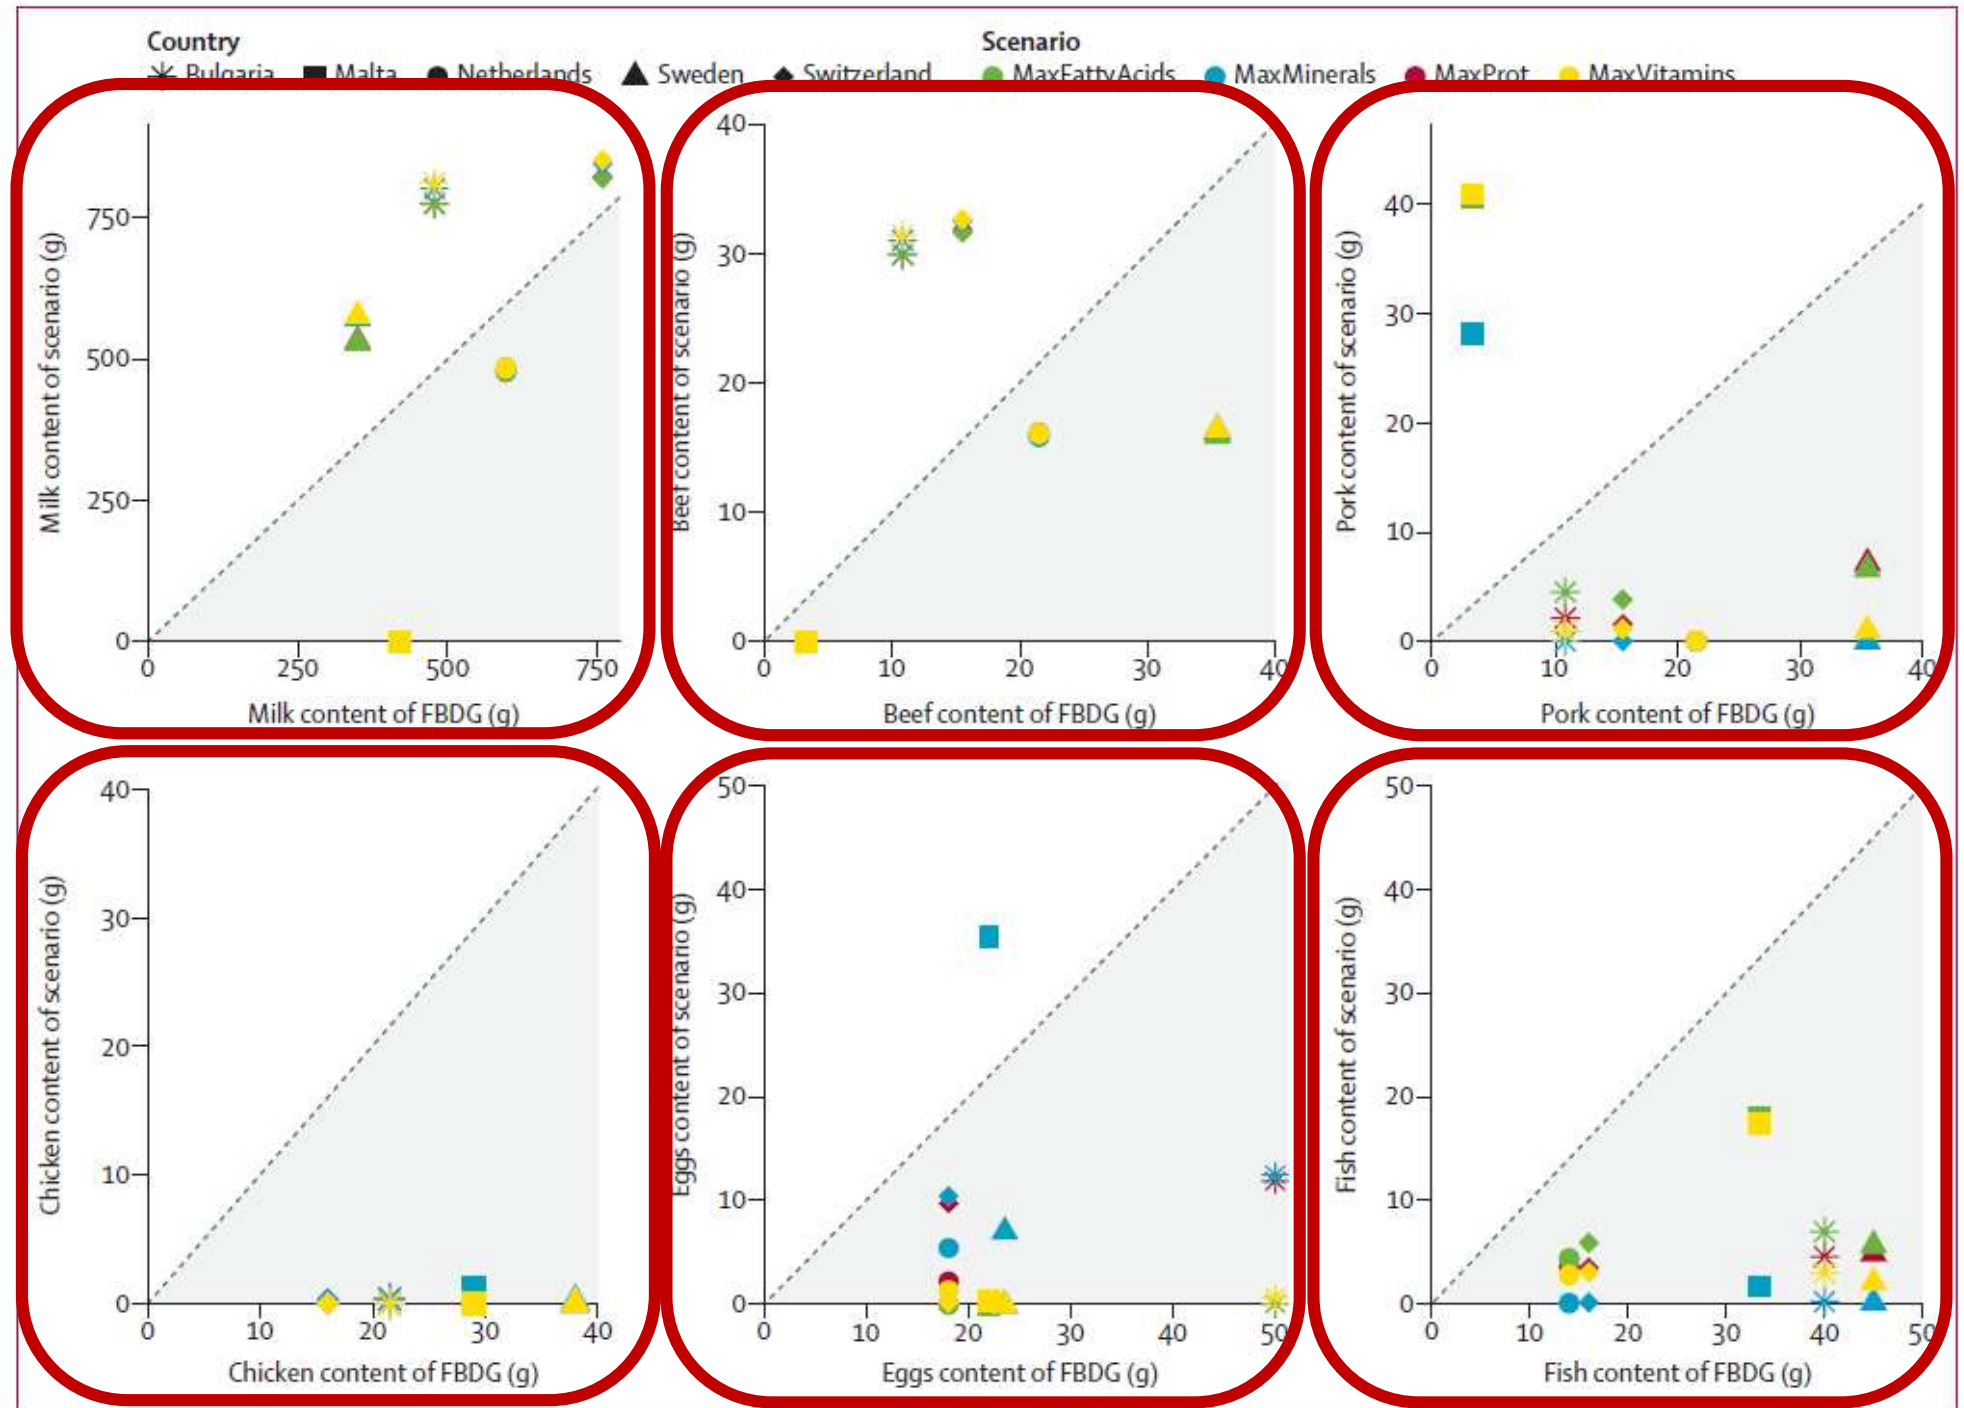 Country
Scenario
Bulgaria Malta Netherlands Sweden Switzerland
MaxFattyAcids MaxMinerals MaxProt MaxVitamins
Milk content of scenario (g)
750
500
250
0
0 250 500 750
Milk content of FBDG (g)
Beef content of scenario (g)
40
30
20
10
0
0 10 20 30 40
Beef content of FBDG (g)
Pork content of scenario (g)
40
30
20
10
0
0 10 20 30 40
Pork content of FBDG (g)
Chicken content of scenario (g)
40
30
20
10
0
0 10 20 30 40
Chicken content of FBDG (g)
Eggs content of scenario (g)
50
40
30
20
10
0
0 10 20 30 40 50
Eggs content of FBDG (g)
Fish content of scenario (g)
50
40
30
20
10
0
0 10 20 30 40 50
Fish content of FBDG (g)